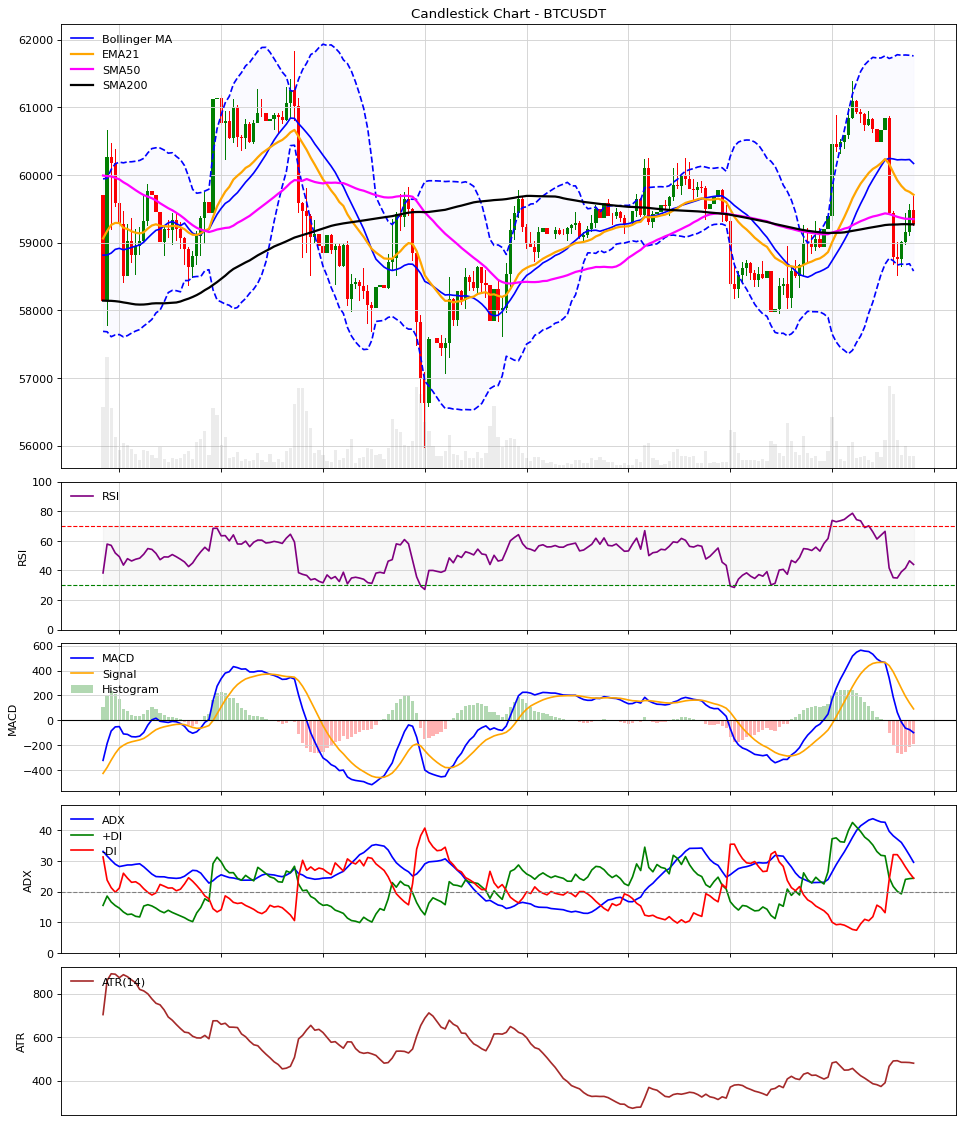 Candlestick Chart - BTCUSDT
62000
61000
60000
59000
58000
57000
56000
Bollinger MA
EMA21
SMA50
SMA200
100
80
60
40
20
0
RSI
RSI
600
400
200
0
−200
−400
MACD
MACD
Signal
Histogram
40
30
20
10
0
ADX
ADX
+DI
-DI
800
600
400
ATR
ATR(14)